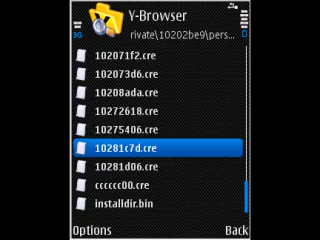 Y-Browser
3G
rivate\10202be9\pers...
102071f2.cre
102073d6.cre
10208ada.cre
10272618.cre
10275406.cre
10281c7d.cre
10281d06.cre
cccccc00.cre
installdir.bin
Options Back